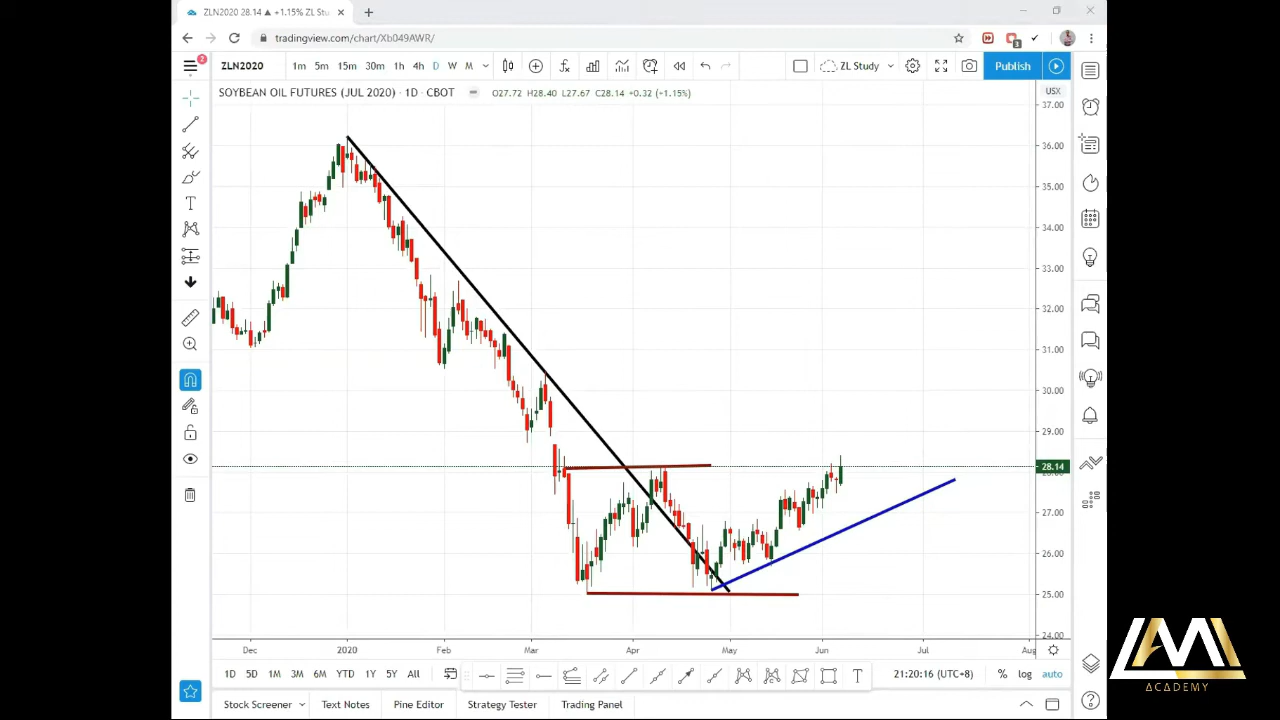 ZLN2020 28.14 ▲ +1.15% ZL Stu
tradingview.com/chart/Xb049AWR/
2
ZLN2020 1m 5m 15m 30m 1h 4h D W M ZL Study Publish
SOYBEAN OIL FUTURES (JUL 2020) · 1D · CBOT O27.72 H28.40 L27.67 C28.14 +0.32 (+1.15%)
USX
37.00
36.00
35.00
34.00
33.00
32.00
31.00
30.00
29.00
28.14
27.00
26.00
25.00
24.00
Dec 2020 Feb Mar Apr May Jun Jul Aug
1D 5D 1M 3M 6M YTD 1Y 5Y All 21:20:16 (UTC+8) % log auto
Stock Screener Text Notes Pine Editor Strategy Tester Trading Panel
ACADEMY